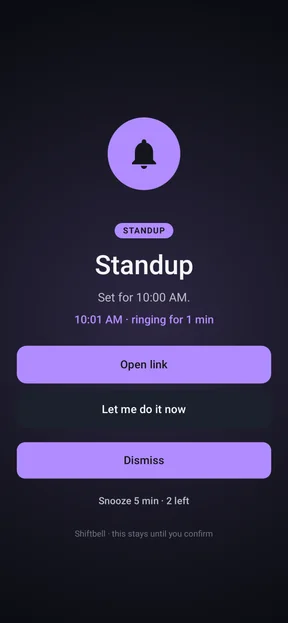 STANDUP
Standup
Set for 10:00 AM.
10:01 AM · ringing for 1 min
Open link
Let me do it now
Dismiss
Snooze 5 min · 2 left
Shiftbell · this stays until you confirm